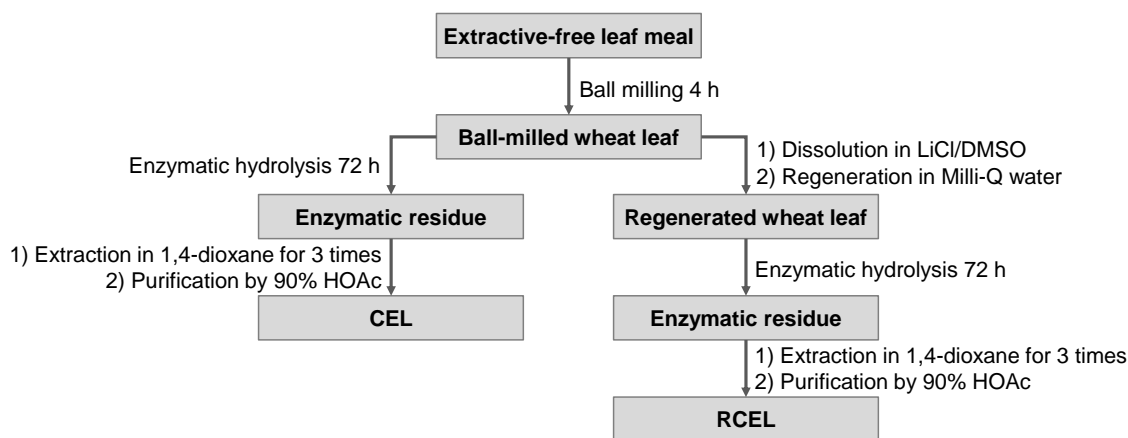 Extractive-free leaf meal
Ball milling 4 h
Ball-milled wheat leaf
Enzymatic hydrolysis 72 h
1) Dissolution in LiCl/DMSO
2) Regeneration in Milli-Q water
Enzymatic residue
Regenerated wheat leaf
1) Extraction in 1,4-dioxane for 3 times
2) Purification by 90% HOAc
Enzymatic hydrolysis 72 h
CEL
Enzymatic residue
1) Extraction in 1,4-dioxane for 3 times
2) Purification by 90% HOAc
RCEL